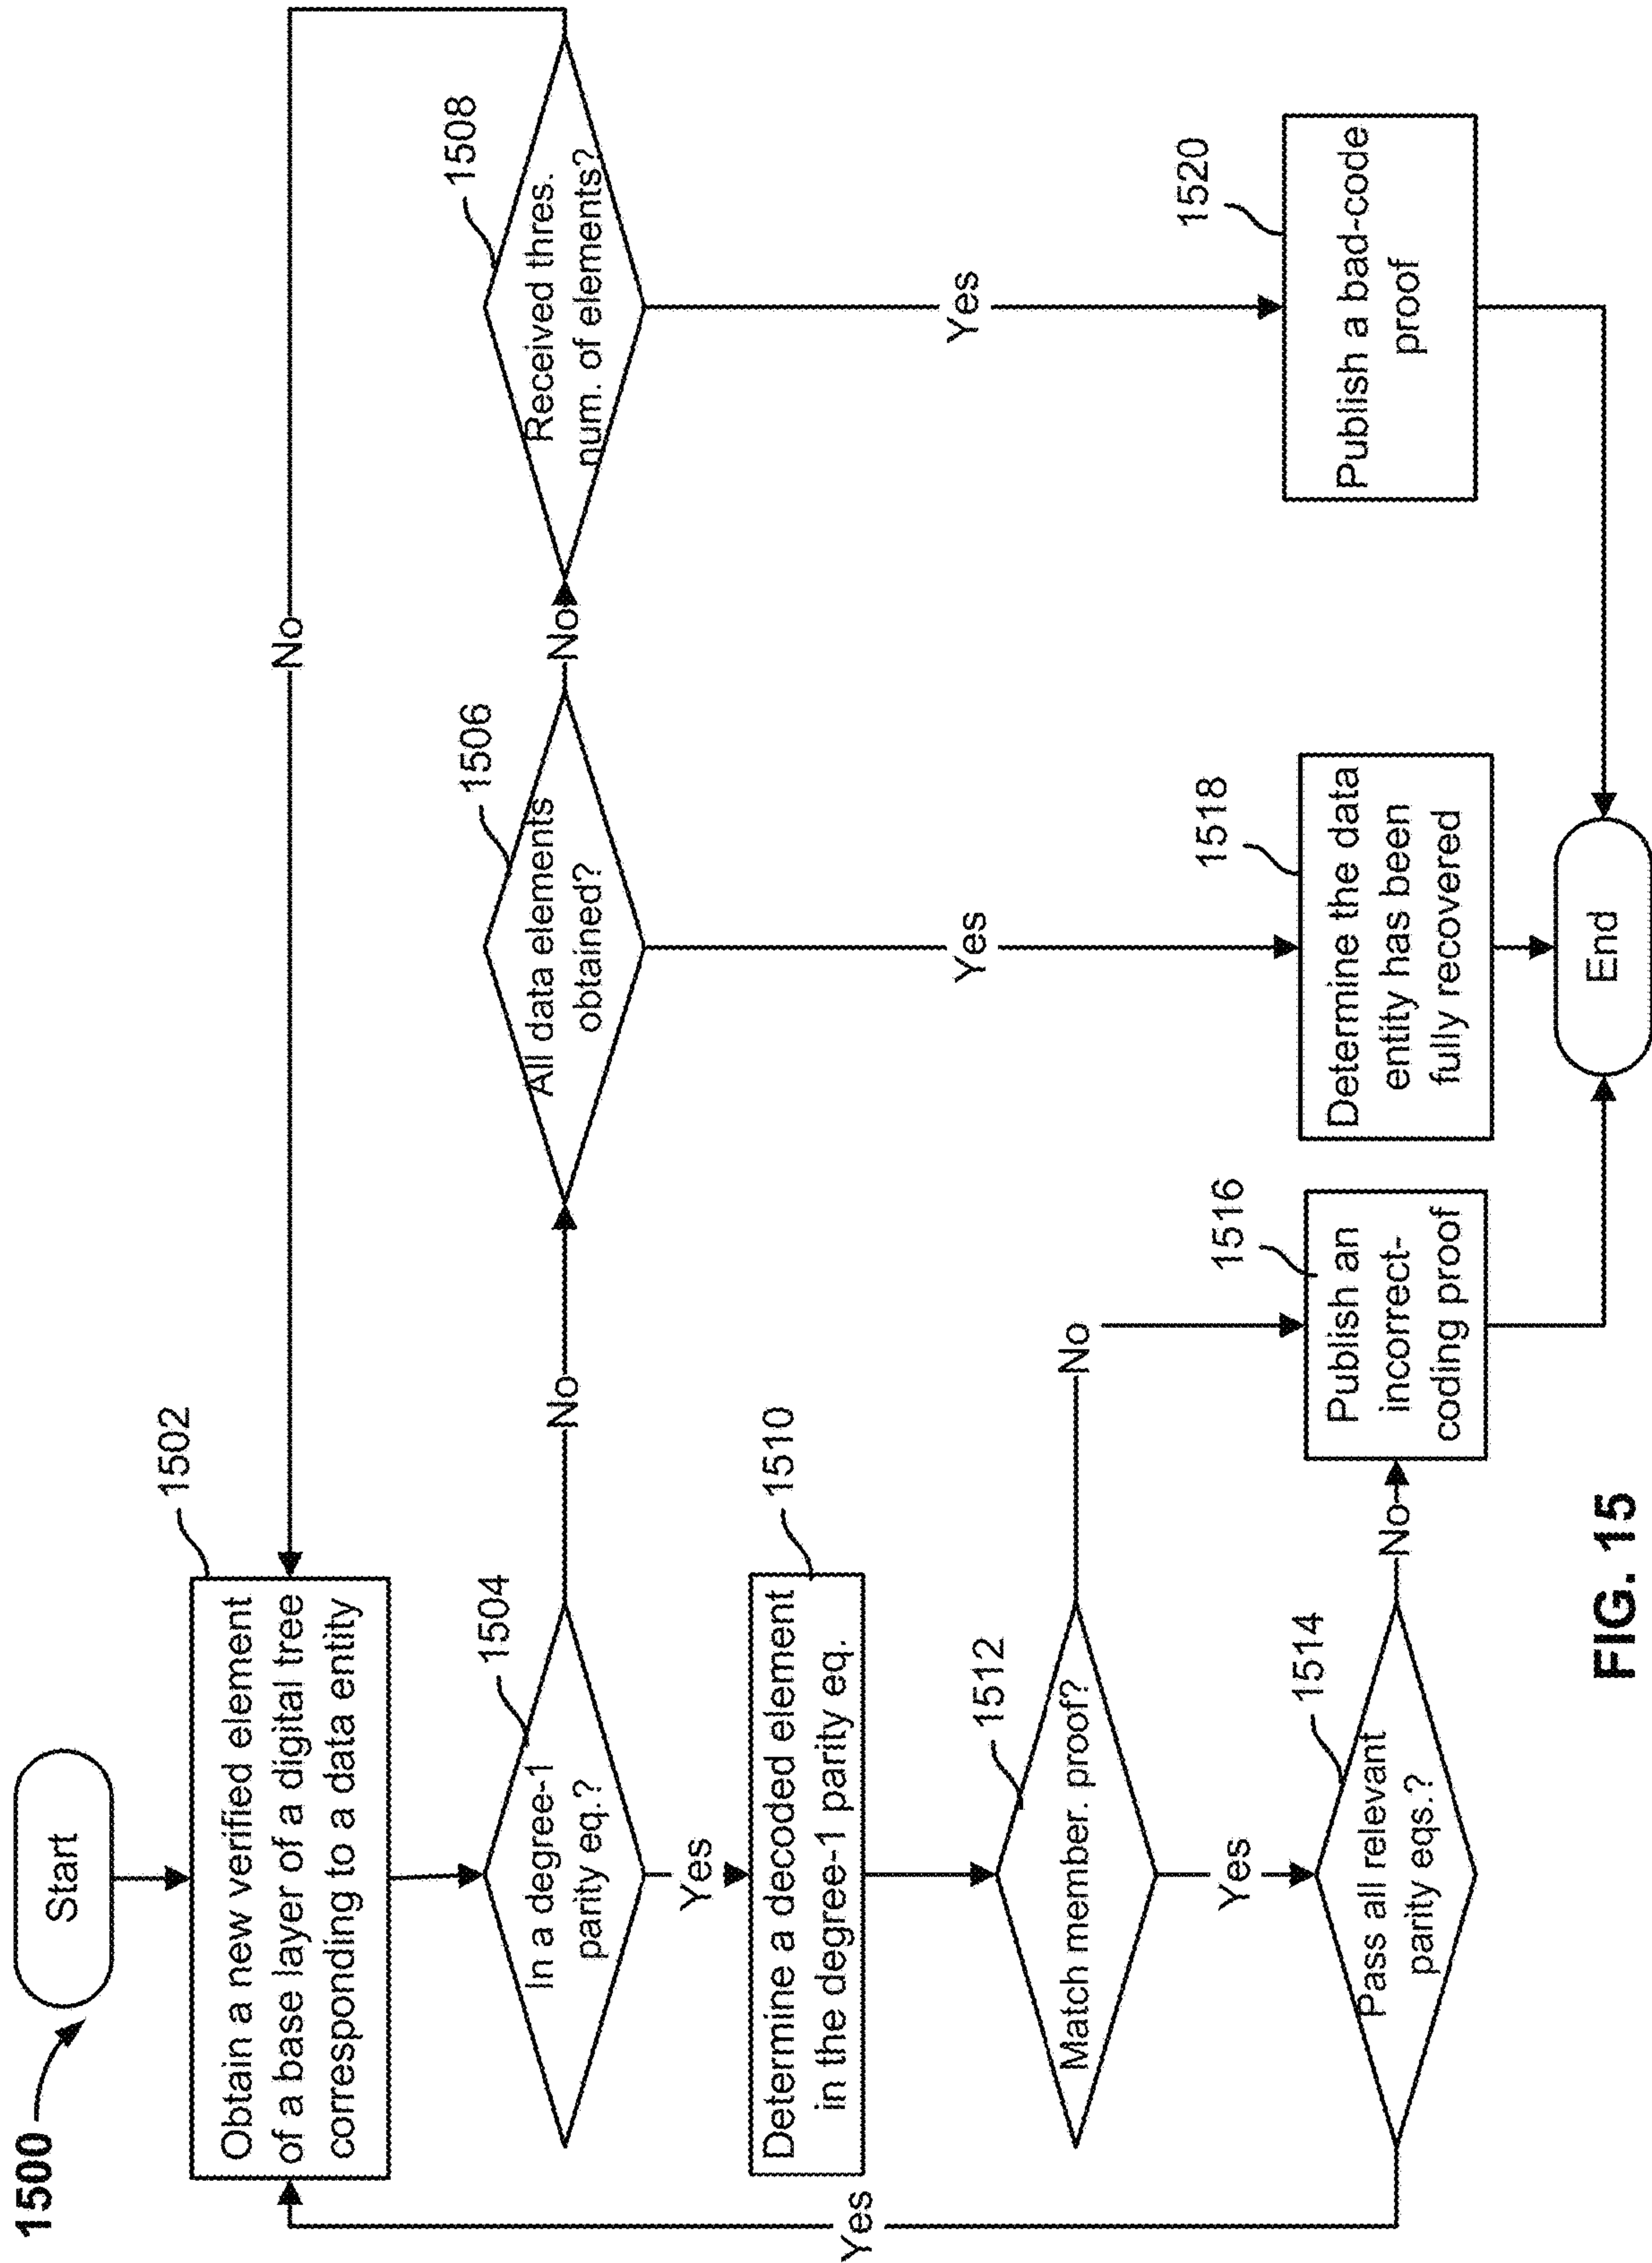 1500
Start
1502
Obtain a new verified element
of a base layer of a digital tree
corresponding to a data entity
No
1504
In a degree-1
parity eq.?
No
1506
All data elements
obtained?
No
1508
Received thres.
num. of elements?
Yes
1510
Determine a decoded element
in the degree-1 parity eq.
1512
Match member. proof?
No
Yes
Yes
Yes
1514
Pass all relevant
parity eqs.?
No
Yes
1516
Publish an
incorrect-
coding proof
1518
Determine the data
entity has been
fully recovered
1520
Publish a bad-code
proof
End
FIG. 15